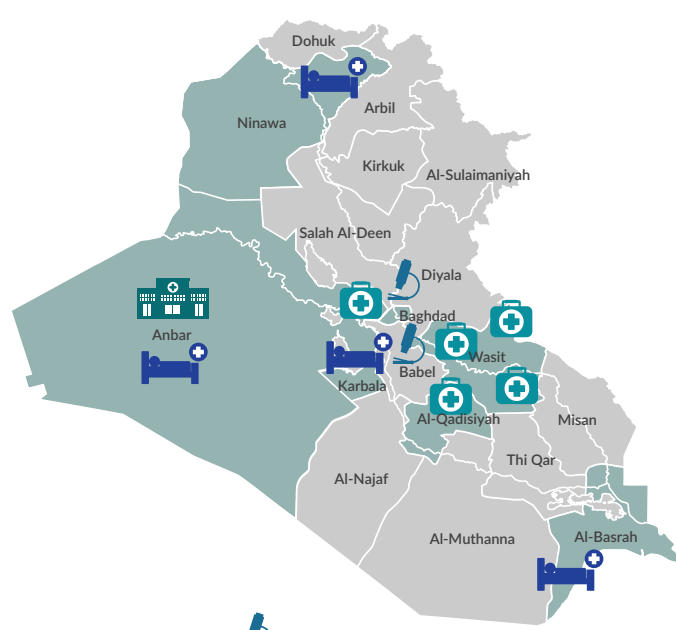 Dohuk
Ninawa
Arbil
Kirkuk
Al-Sulaimaniyah
Salah Al-Deen
Diyala
Baghdad
Anbar
Wasit
Babel
Karbala
Al-Qadisiyah
Misan
Thi Qar
Al-Najaf
Al-Muthanna
Al-Basrah